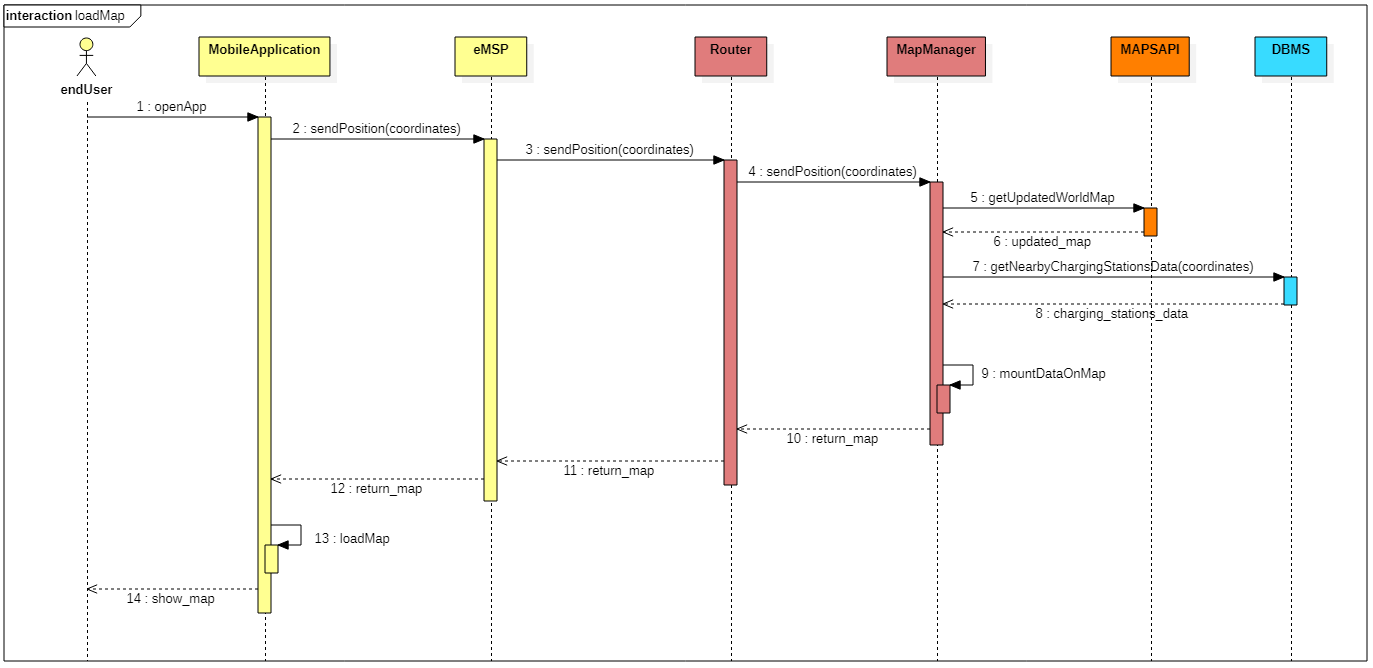 interaction loadMap
MobileApplication
eMSP
Router
MapManager
MAPSAPI
DBMS
endUser
1 : openApp
2 : sendPosition(coordinates)
3 : sendPosition(coordinates)
4 : sendPosition(coordinates)
5 : getUpdatedWorldMap
6 : updated_map
7 : getNearbyChargingStationsData(coordinates)
8 : charging_stations_data
9 : mountDataOnMap
10 : return_map
11 : return_map
12 : return_map
13 : loadMap
14 : show_map